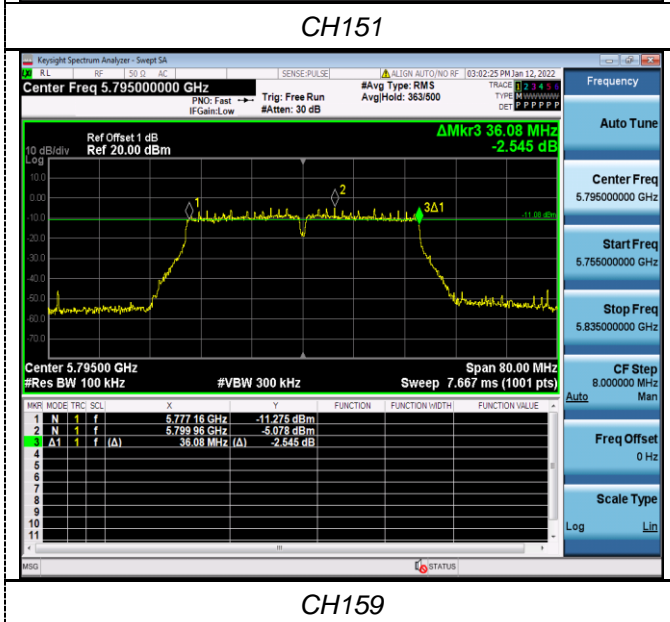 CH151
Keysight Spectrum Analyzer - Swept SA
RL RF 50 Ω AC SENSE:PULSE ALIGN AUTO/NO RF 03:02:25 PM Jan 12, 2022
Center Freq 5.795000000 GHz #Avg Type: RMS TRACE 1 2 3 4 5 6
PNO: Fast Trig: Free Run Avg|Hold: 363/500 TYPE M WWWWW
IFGain:Low #Atten: 30 dB DET P P P P P P
ΔMkr3 36.08 MHz
-2.545 dB
Ref Offset 1 dB
10 dB/div Ref 20.00 dBm
Log
10.0
0.00
-10.0
-20.0
-30.0
-40.0
-50.0
-60.0
-70.0
1
2
3Δ1
-11.00 dBm
Center 5.79500 GHz Span 80.00 MHz
#Res BW 100 kHz #VBW 300 kHz Sweep 7.667 ms (1001 pts)
MKR MODE TRC SCL X Y FUNCTION FUNCTION WIDTH FUNCTION VALUE
1 N 1 f 5.777 16 GHz -11.275 dBm
2 N 1 f 5.799 96 GHz -5.078 dBm
3 Δ1 1 f (Δ) 36.08 MHz (Δ) -2.545 dB
4
5
6
7
8
9
10
11
MSG STATUS
Frequency
Auto Tune
Center Freq
5.795000000 GHz
Start Freq
5.755000000 GHz
Stop Freq
5.835000000 GHz
CF Step
8.000000 MHz
Auto Man
Freq Offset
0 Hz
Scale Type
Log Lin
CH159